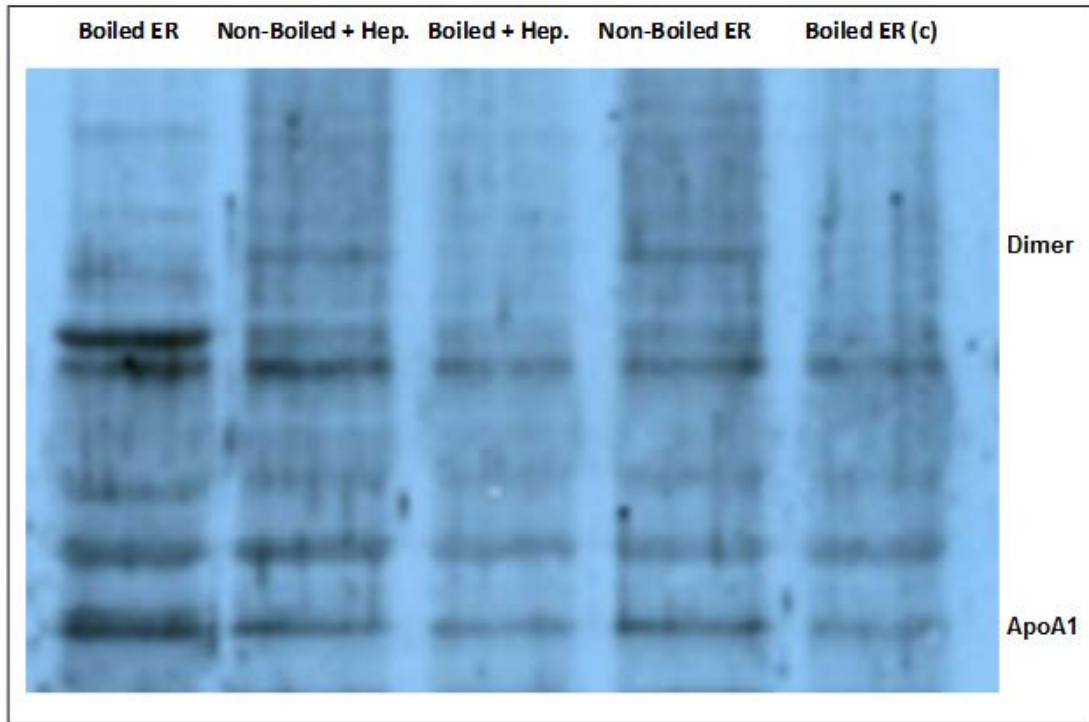 Boiled ER Non-Boiled + Hep. Boiled + Hep. Non-Boiled ER Boiled ER (c)
Dimer
ApoA1